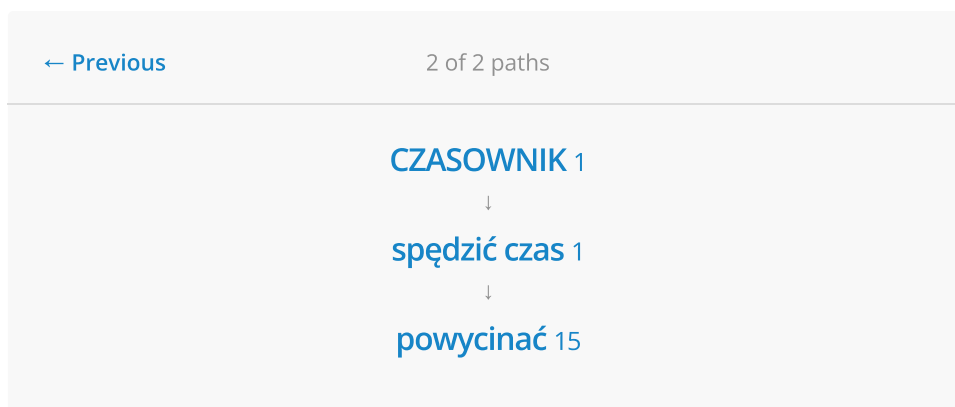 ← Previous
2 of 2 paths
CZASOWNIK 1
↓
spędzić czas 1
↓
powycinać 15